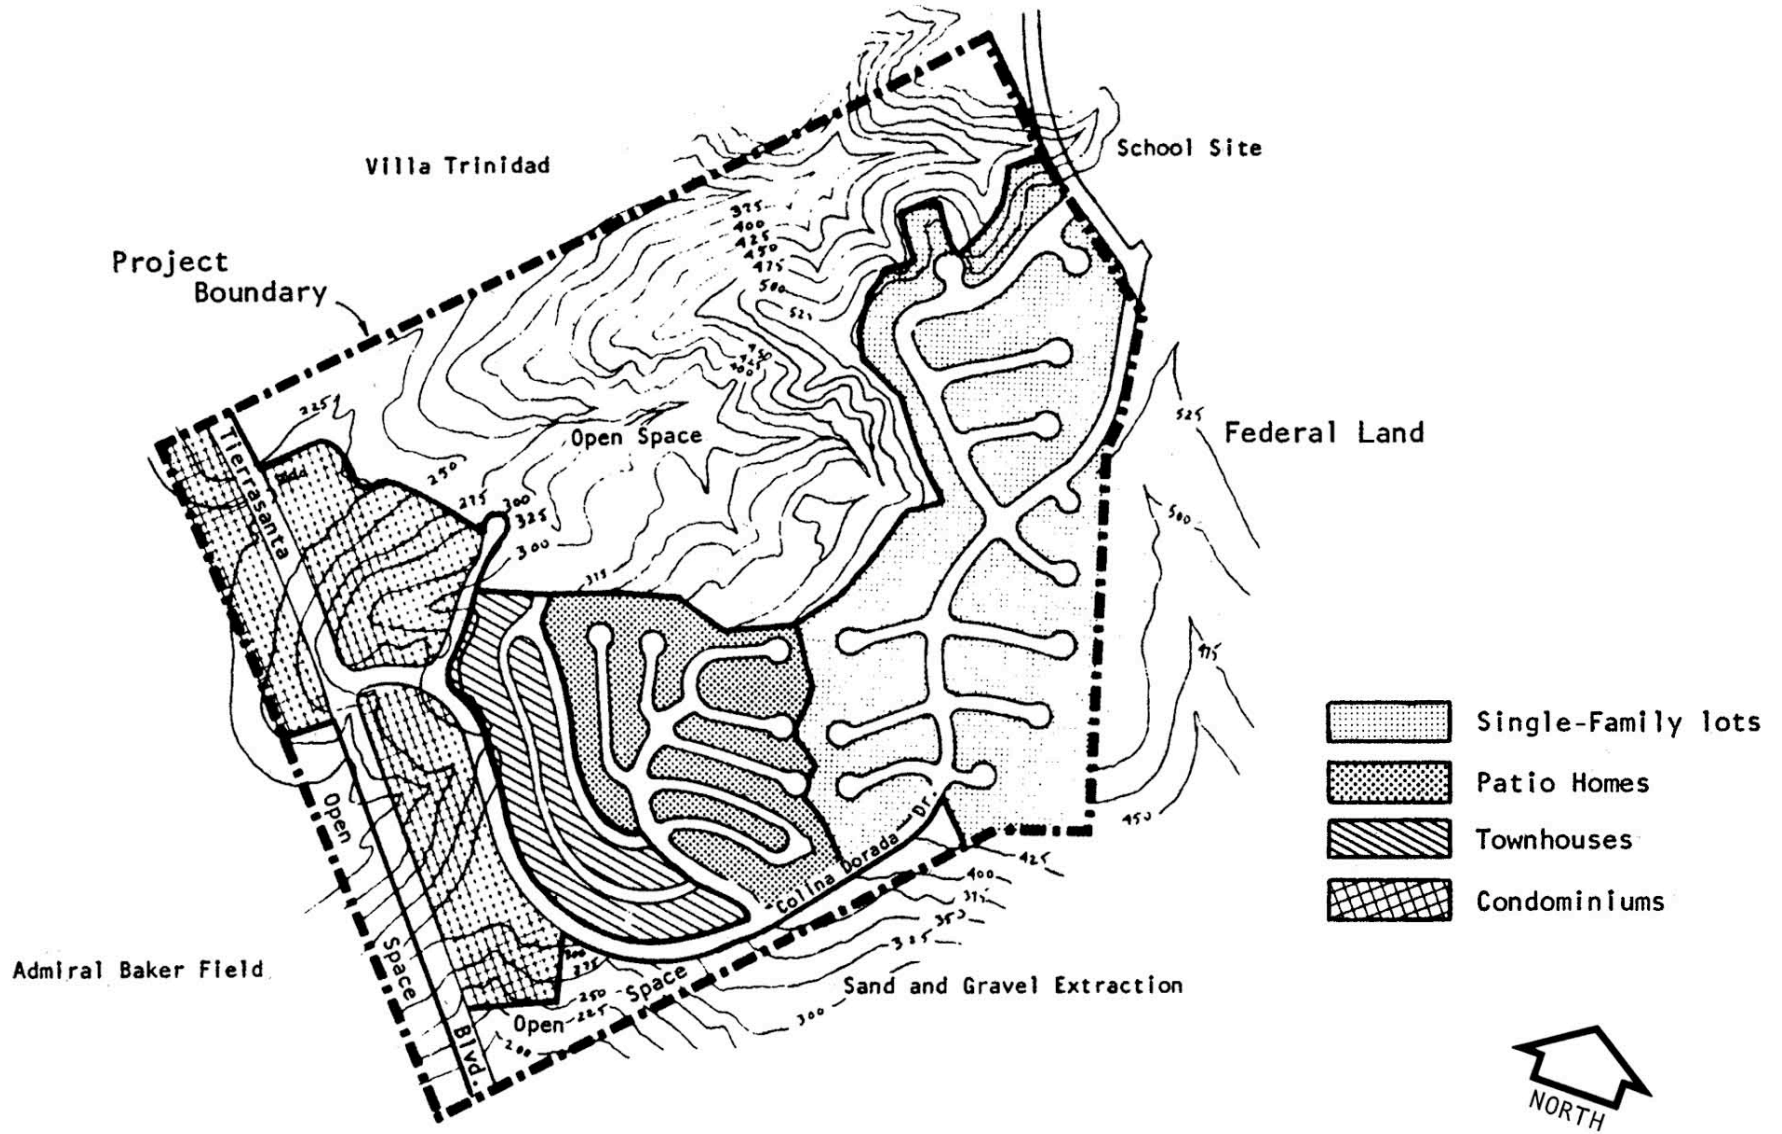 School Site
Villa Trinidad
375
400
425
450
475
500
Project
Boundary
525
225
Federal Land
Open Space
Tierrasanta
250
275
300
325
500
300
375
475
Single-Family lots
Patio Homes
Open
Townhouses
Colina Dorada Dr.
450
425
400
375
350
325
Condominiums
Space
Admiral Baker Field
275
250
Space
Sand and Gravel Extraction
Open
225
300
200
Blvd.
NORTH